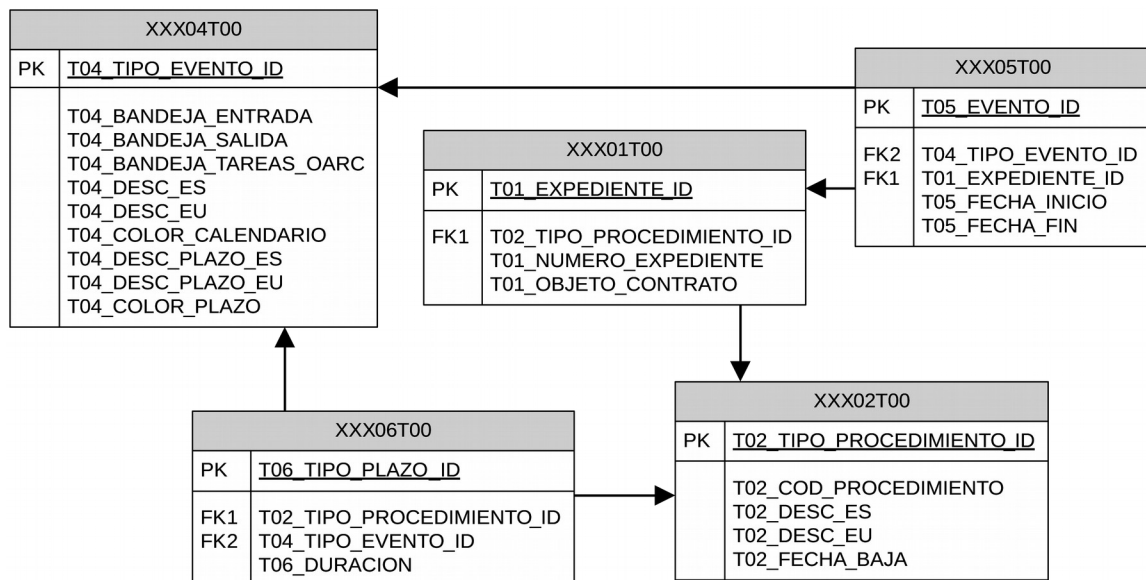 XXX04T00
PK T04_TIPO_EVENTO_ID
T04_BANDEJA_ENTRADA
T04_BANDEJA_SALIDA
T04_BANDEJA_TAREAS_OARC
T04_DESC_ES
T04_DESC_EU
T04_COLOR_CALENDARIO
T04_DESC_PLAZO_ES
T04_DESC_PLAZO_EU
T04_COLOR_PLAZO
XXX05T00
PK T05_EVENTO_ID
FK2 T04_TIPO_EVENTO_ID
FK1 T01_EXPEDIENTE_ID
T05_FECHA_INICIO
T05_FECHA_FIN
XXX01T00
PK T01_EXPEDIENTE_ID
FK1 T02_TIPO_PROCEDIMIENTO_ID
T01_NUMERO_EXPEDIENTE
T01_OBJETO_CONTRATO
XXX06T00
PK T06_TIPO_PLAZO_ID
FK1 T02_TIPO_PROCEDIMIENTO_ID
FK2 T04_TIPO_EVENTO_ID
T06_DURACION
XXX02T00
PK T02_TIPO_PROCEDIMIENTO_ID
T02_COD_PROCEDIMIENTO
T02_DESC_ES
T02_DESC_EU
T02_FECHA_BAJA